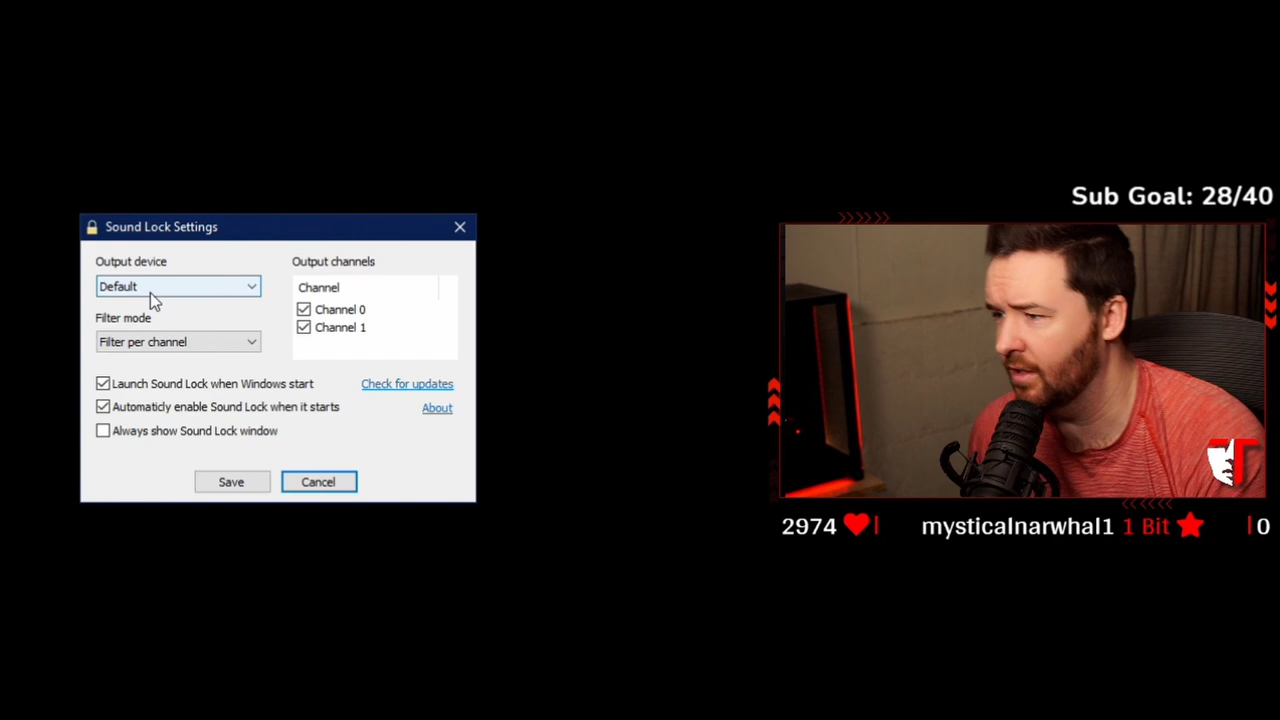 Sub Goal: 28/40
Sound Lock Settings
Output device
Output channels
Default
Channel
Channel 0
Filter mode
Channel 1
Filter per channel
Launch Sound Lock when Windows start
Check for updates
Automaticly enable Sound Lock when it starts
About
Always show Sound Lock window
Save
Cancel
2974
mysticalnarwhal1 1 Bit
0